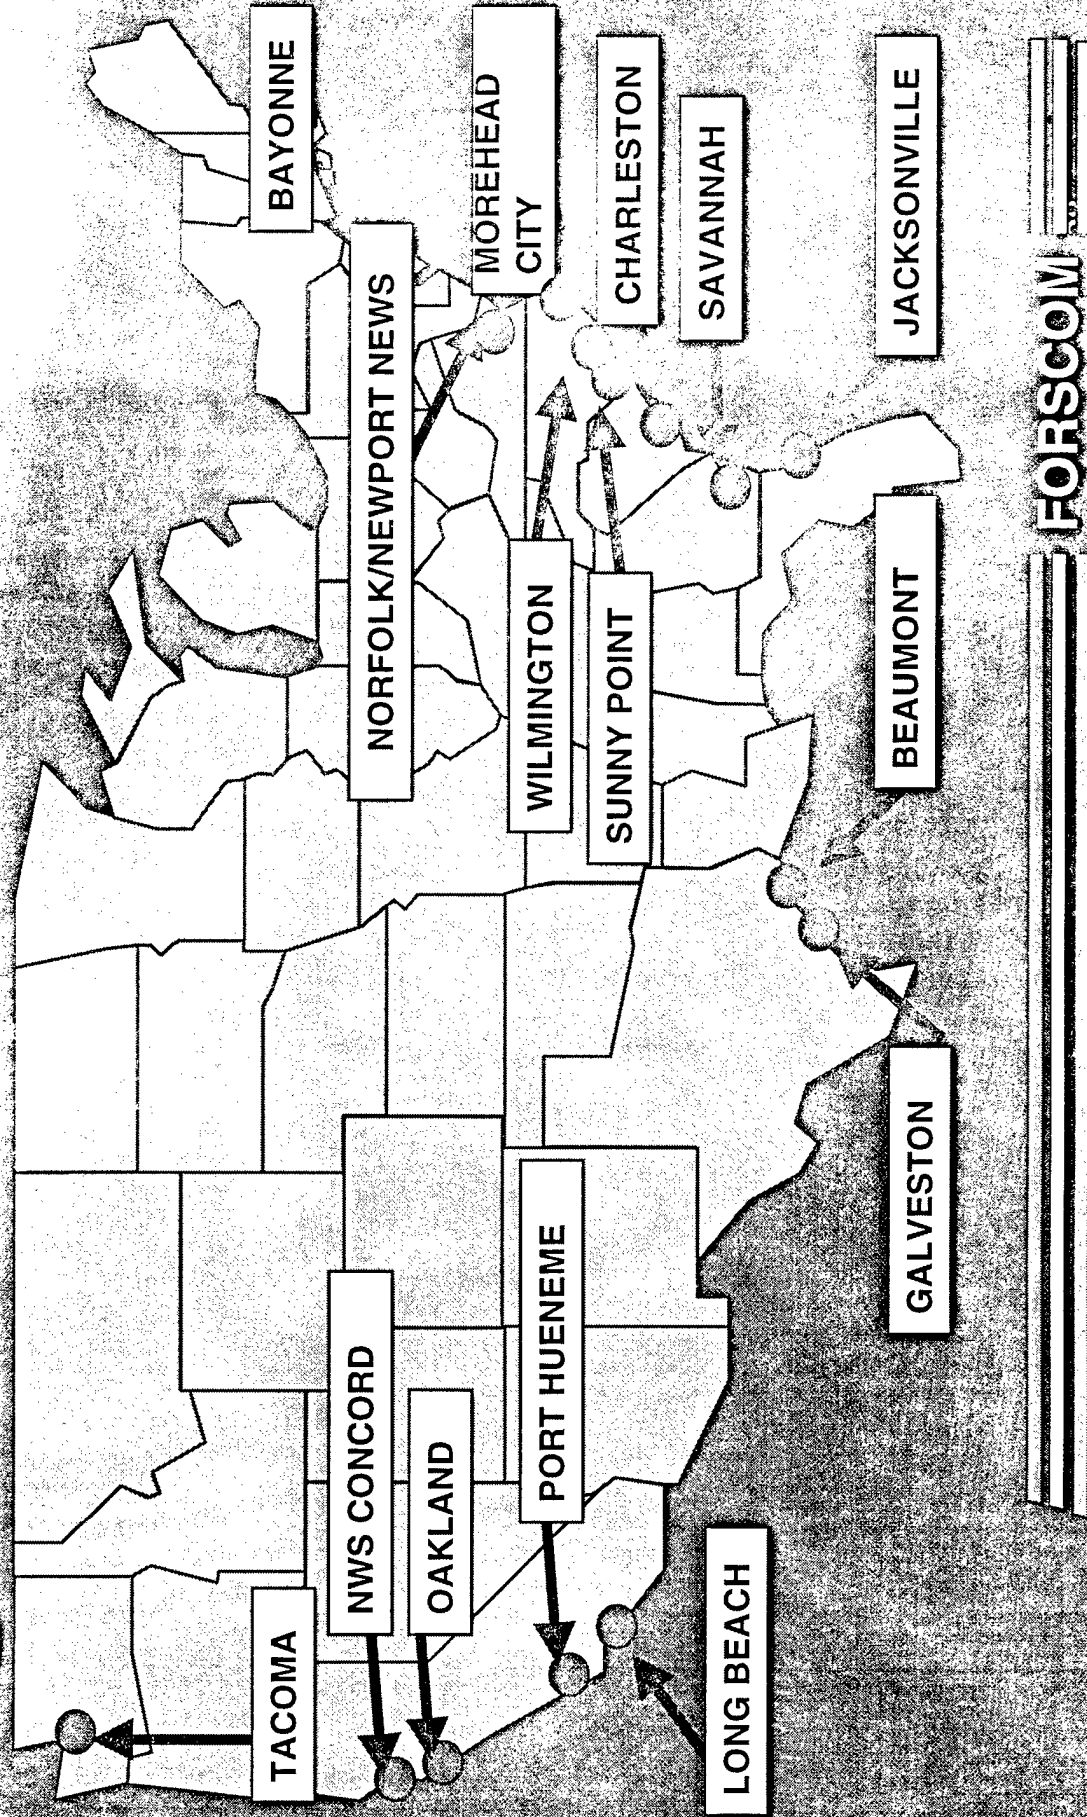 TACOMA
NWS CONCORD
OAKLAND
PORT HUENEME
LONG BEACH
GALVESTON
BEAUMONT
NORFOLK/NEWPORT NEWS
WILMINGTON
SUNNY POINT
BAYONNE
MOREHEAD
CITY
CHARLESTON
SAVANNAH
JACKSONVILLE
FORSCOM